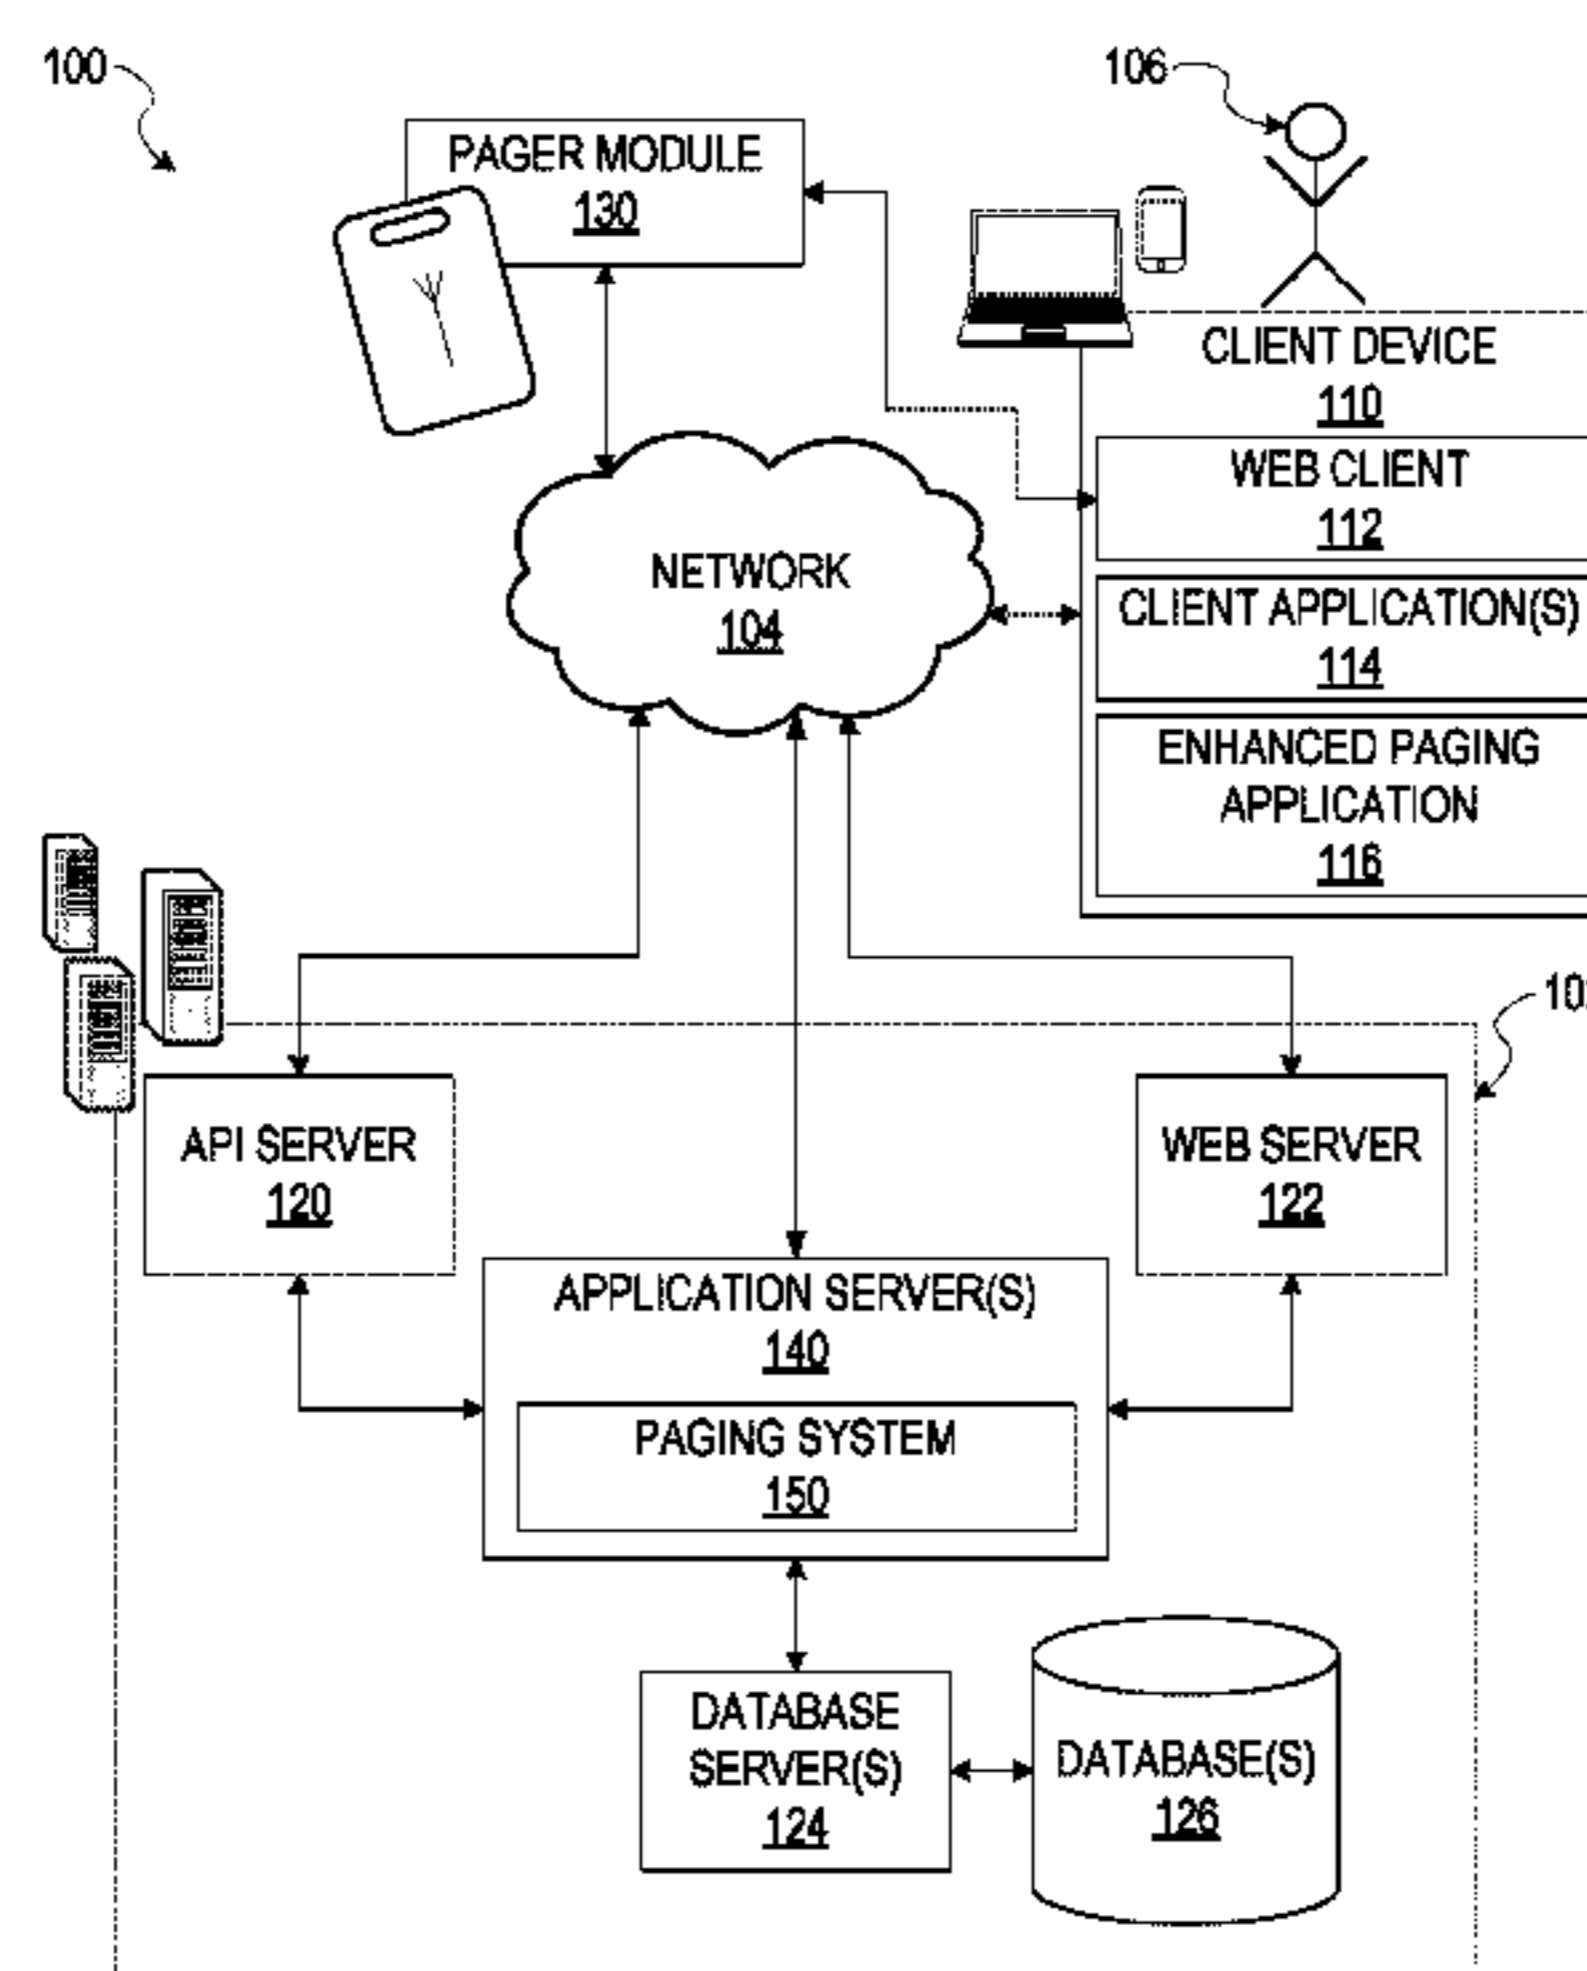 100
106
PAGER MODULE
130
CLIENT DEVICE
110
WEB CLIENT
112
NETWORK
104
CLIENT APPLICATION(S)
114
ENHANCED PAGING
APPLICATION
116
API SERVER
120
WEB SERVER
122
APPLICATION SERVER(S)
140
PAGING SYSTEM
150
DATABASE
SERVER(S)
124
DATABASE(S)
126